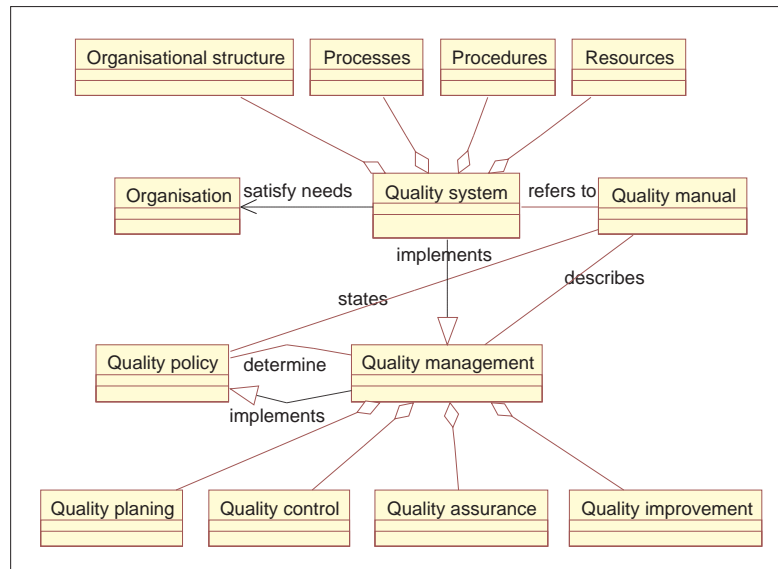 Organisational structure
Processes
Procedures
Resources
Organisation
satisfy needs
Quality system
refers to
Quality manual
implements
describes
states
Quality policy
determine
Quality management
implements
Quality planing
Quality control
Quality assurance
Quality improvement